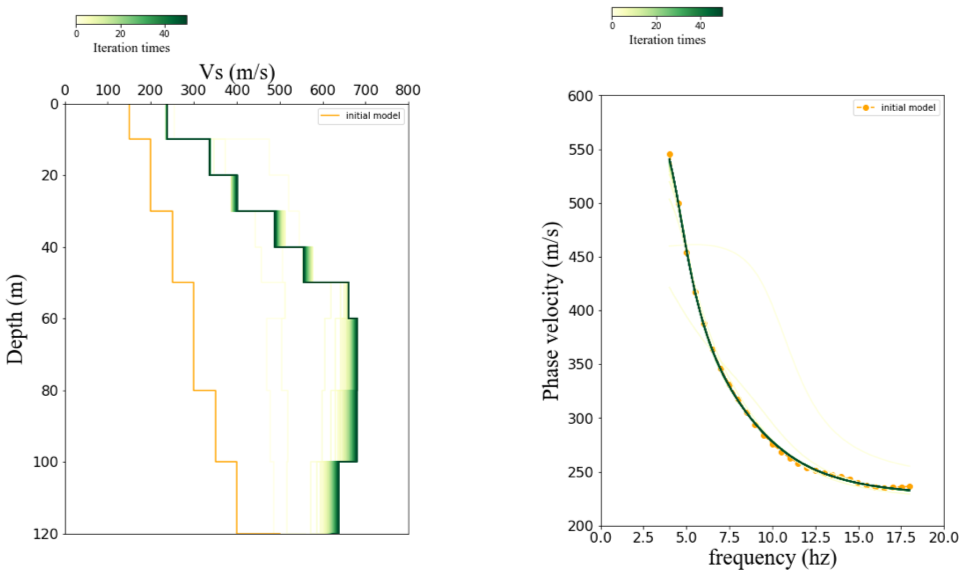 0 20 40
Iteration times
Vs (m/s)
0 100 200 300 400 500 600 700 800
initial model
0
20
40
60
80
100
120
Depth (m)
0 20 40
Iteration times
initial model
600
550
500
450
400
350
300
250
200
Phase velocity (m/s)
0.0 2.5 5.0 7.5 10.0 12.5 15.0 17.5 20.0
frequency (hz)